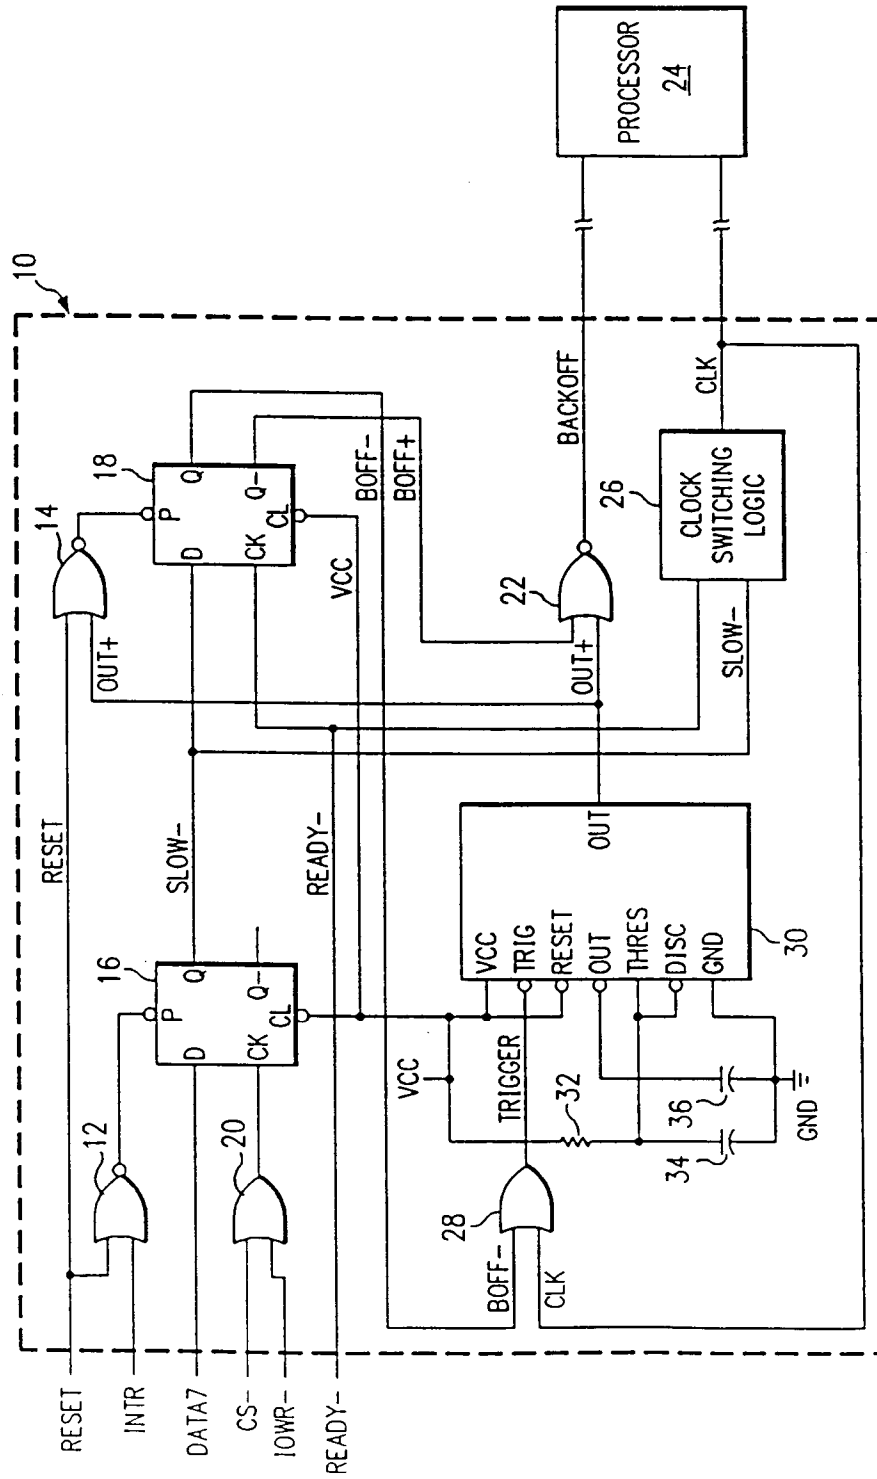 10
RESET
INTR
DATA7
CS-
IOWR-
READY-
12
20
16
P
D
Q
CK
Q-
CL
RESET
SLOW-
READY-
14
OUT+
18
P
D
Q
CK
Q-
CL
VCC
BOFF-
BOFF+
VCC
TRIGGER
28
BOFF-
CLK
32
34
36
GND
VCC
TRIG
RESET
OUT
THRES
DISC
GND
OUT
30
OUT+
22
BACKOFF
SLOW-
26
CLOCK
SWITCHING
LOGIC
CLK
PROCESSOR
24